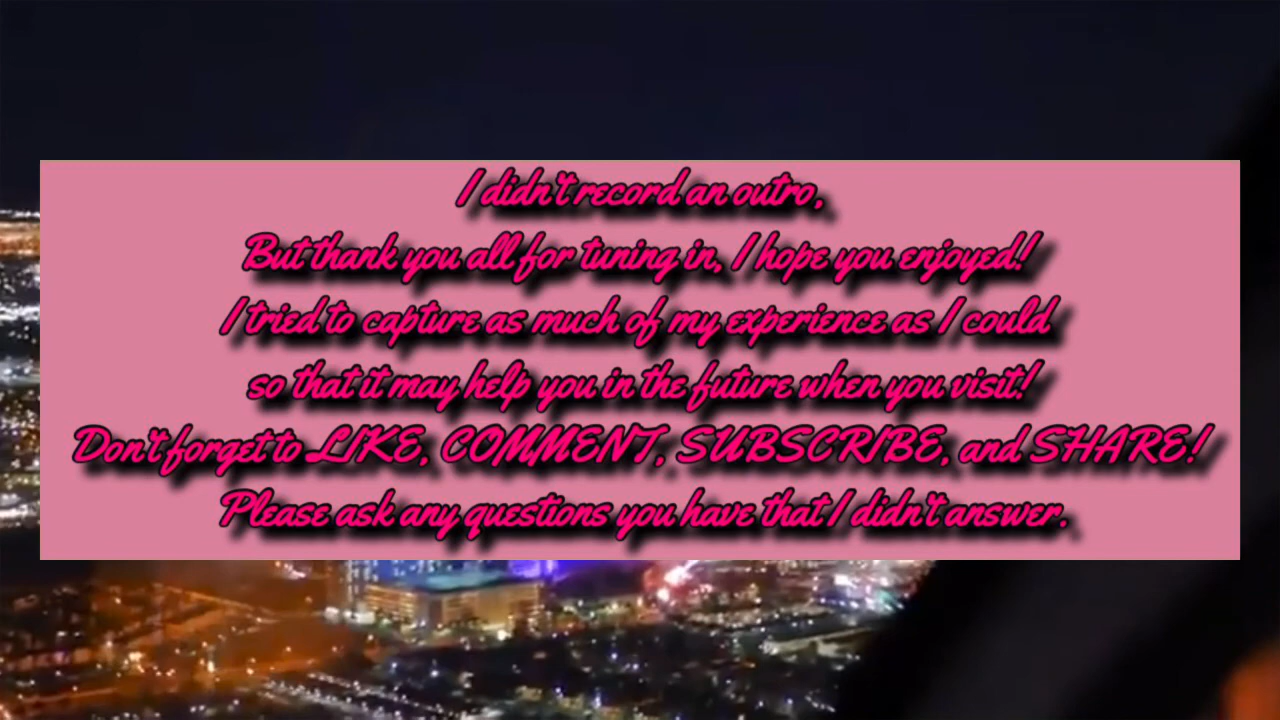 I didn't record an outro,
But thank you all for tuning in, I hope you enjoyed!
I tried to capture as much of my experience as I could
so that it may help you in the future when you visit!
Don't forget to LIKE, COMMENT, SUBSCRIBE, and SHARE!
Please ask any questions you have that I didn't answer.